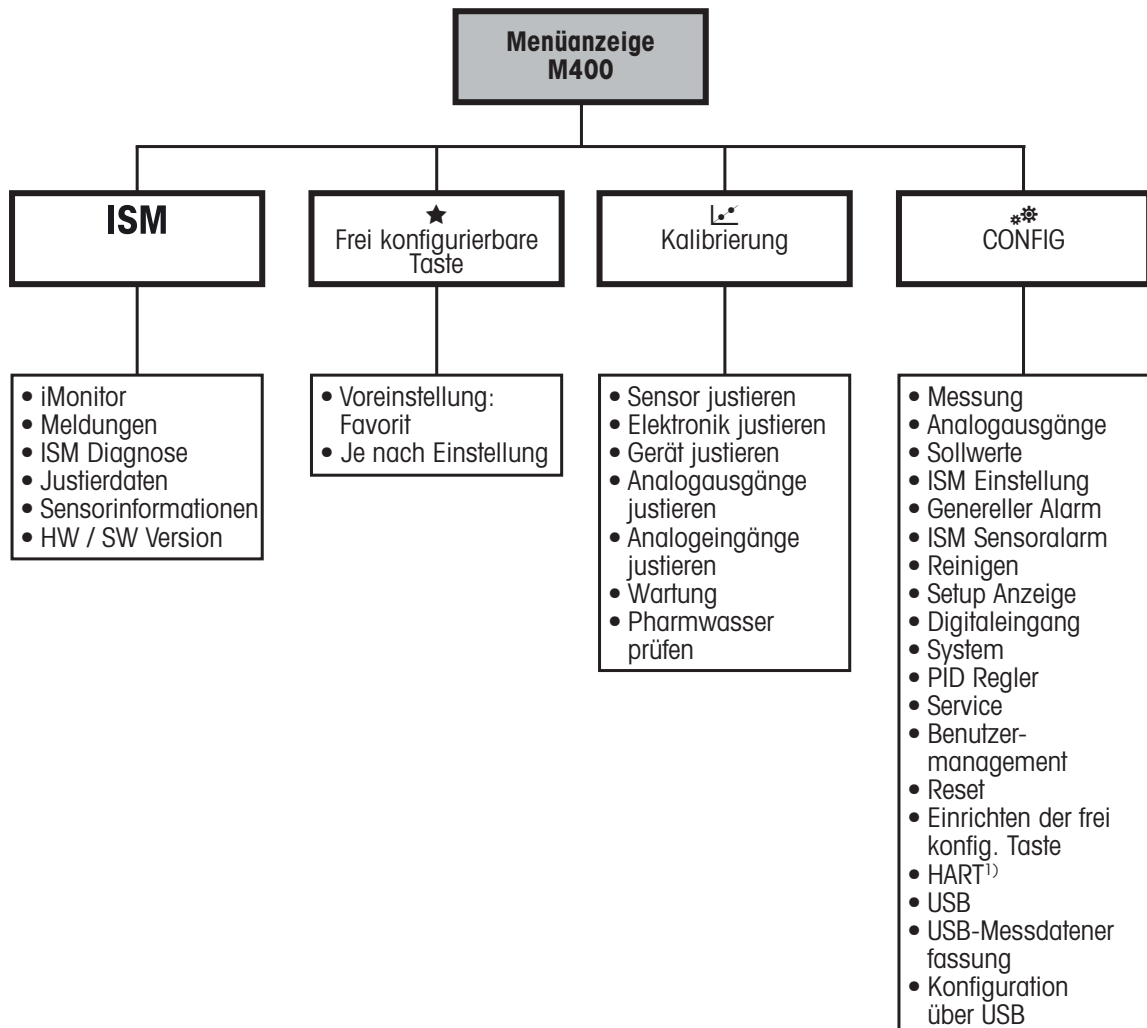 Menüanzeige
M400
ISM
Frei konfigurierbare
Taste
Kalibrierung
CONFIG
• iMonitor
• Meldungen
• ISM Diagnose
• Justierdaten
• Sensorinformationen
• HW / SW Version
• Voreinstellung:
Favorit
• Je nach Einstellung
• Sensor justieren
• Elektronik justieren
• Gerät justieren
• Analogausgänge
justieren
• Analogeingänge
justieren
• Wartung
• Pharmwasser
prüfen
• Messung
• Analogausgänge
• Sollwerte
• ISM Einstellung
• Genereller Alarm
• ISM Sensoralarm
• Reinigen
• Setup Anzeige
• Digitaleingang
• System
• PID Regler
• Service
• Benutzer-
management
• Reset
• Einrichten der frei
konfig. Taste
• HART1)
• USB
• USB-Messdatener
fassung
• Konfiguration
über USB